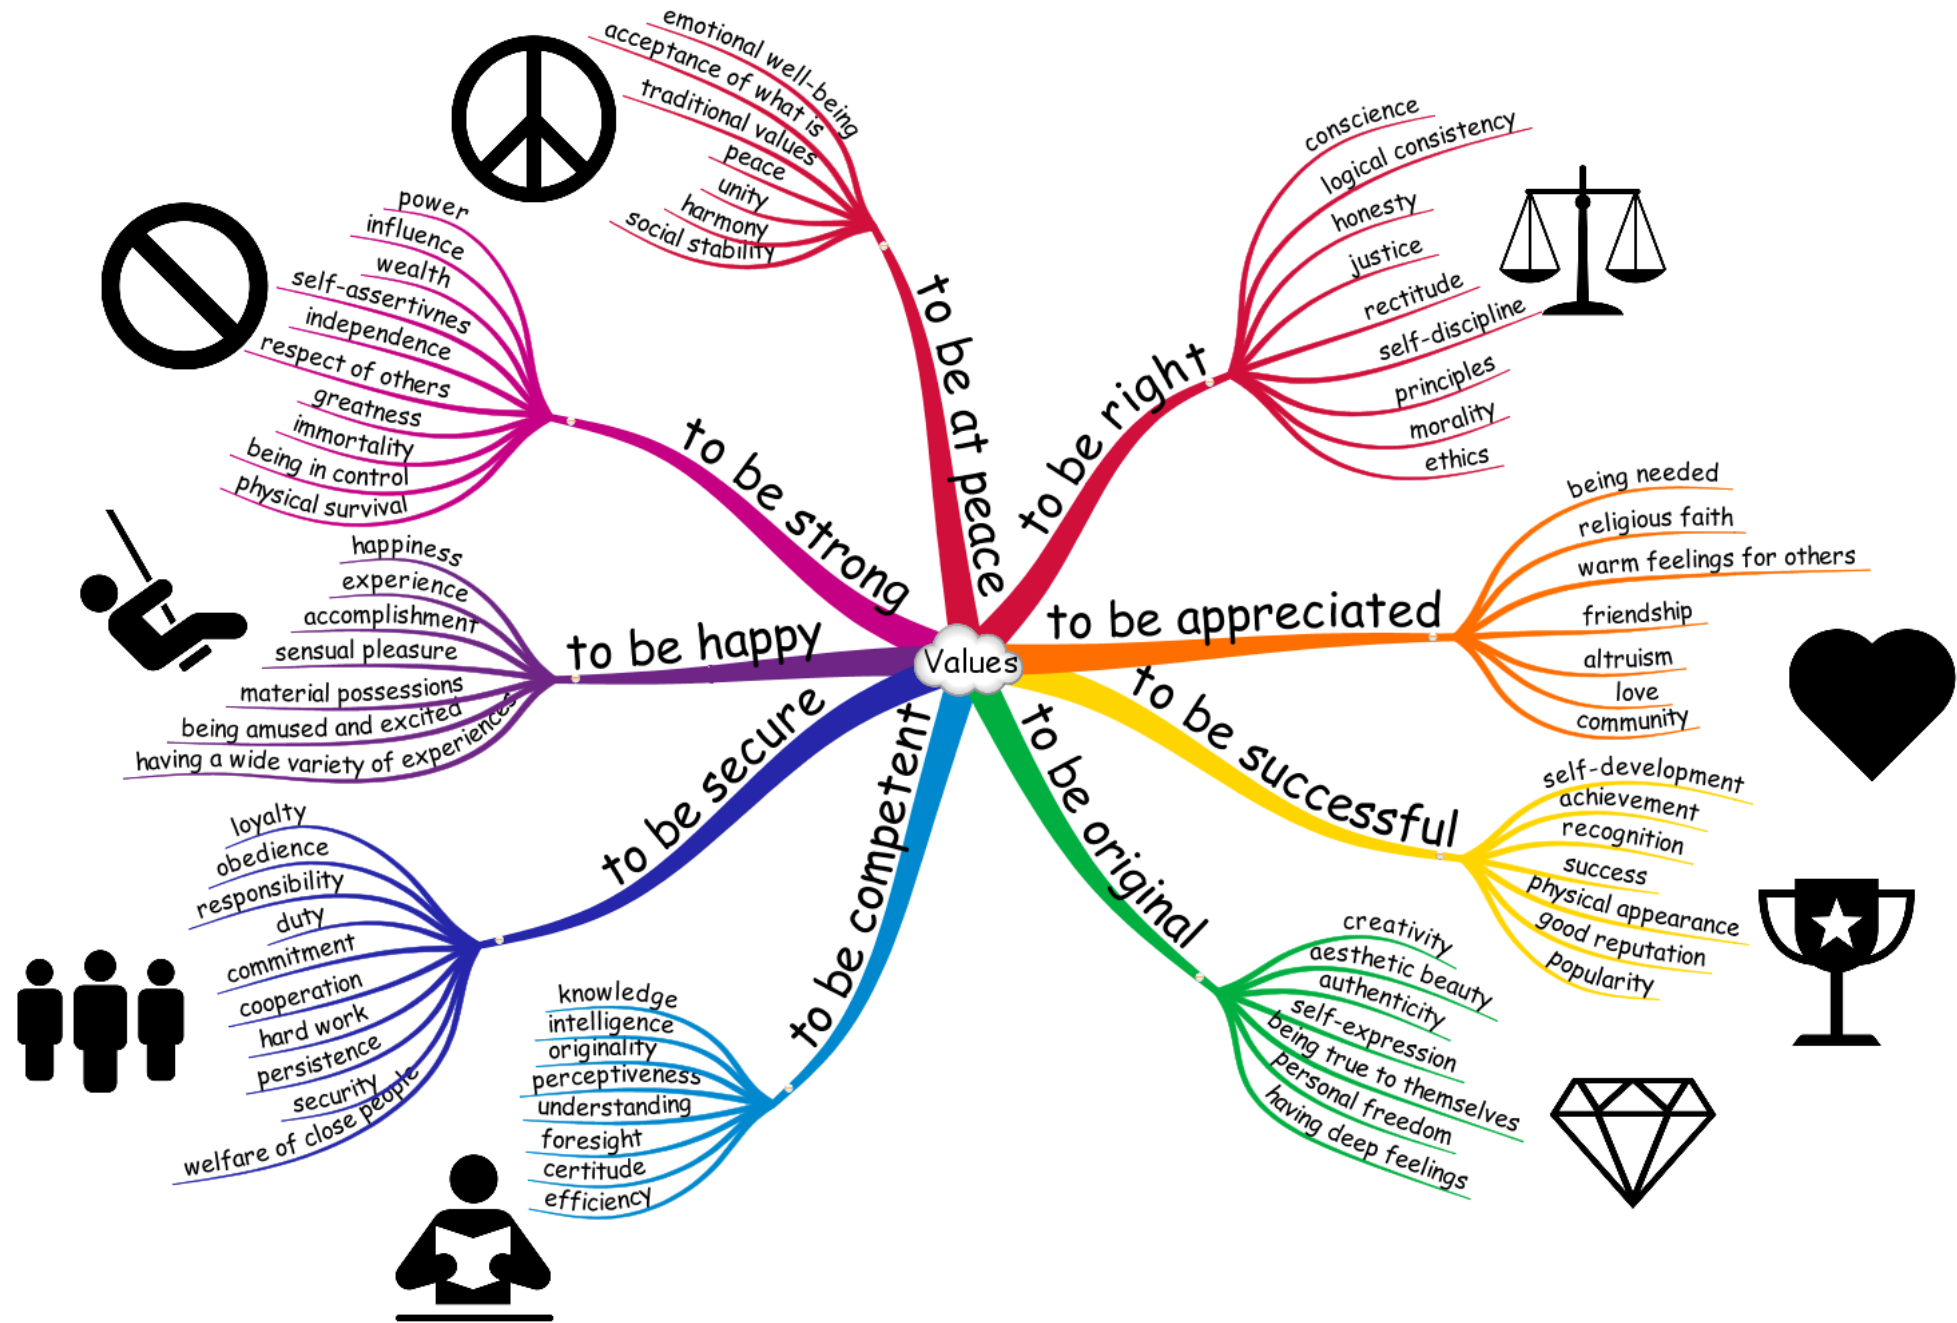 Values
to be at peace
emotional well-being
acceptance of what is
traditional values
peace
unity
harmony
social stability
to be right
conscience
logical consistency
honesty
justice
rectitude
self-discipline
principles
morality
ethics
to be appreciated
being needed
religious faith
warm feelings for others
friendship
altruism
love
community
to be successful
self-development
achievement
recognition
success
physical appearance
good reputation
popularity
to be original
creativity
aesthetic beauty
authenticity
self-expression
being true to themselves
personal freedom
having deep feelings
to be competent
knowledge
intelligence
originality
perceptiveness
understanding
foresight
certitude
efficiency
to be secure
loyalty
obedience
responsibility
duty
commitment
cooperation
hard work
persistence
security
welfare of close people
to be happy
happiness
experience
accomplishment
sensual pleasure
material possessions
being amused and excited
having a wide variety of experiences
to be strong
power
influence
wealth
self-assertivnes
independence
respect of others
greatness
immortality
being in control
physical survival